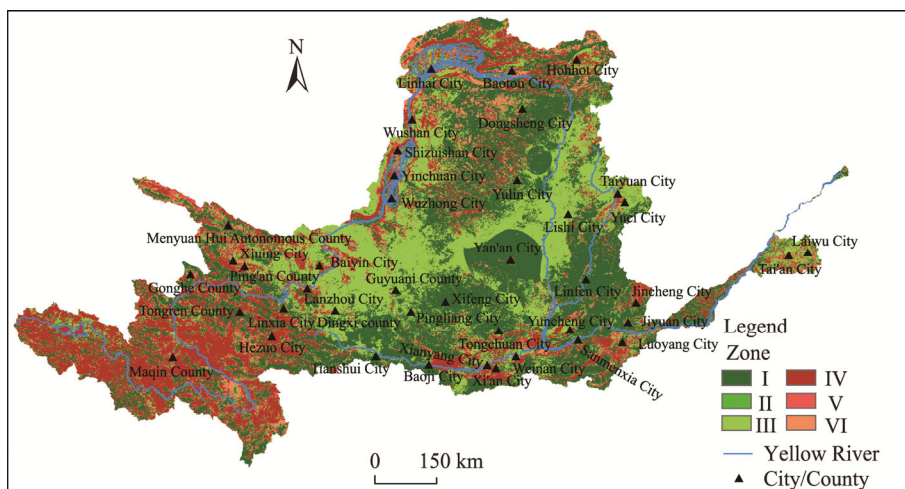 N
Hohhot City
Linhai City
Baotou City
Dongsheng City
Wushan City
Shizuishan City
Yinchuan City
Taiyuan City
Yulin City
Wuzhong City
Yuci City
Lishi City
Menyuan Hui Autonomous County
Laiwu City
Yan'an City
Tai'an City
Xining City
Baiyin City
Ping'an County
Guyuani County
Gonghe County
Linfen City
Lanzhou City
Xifeng City
Jincheng City
Tongren County
Linxia City
Dingxi county
Pingliang City
Yuncheng City
Jiyuan City
Legend
Hezuo City
Tongchuan City
Luoyang City
Zone
Maqin County
Tianshui City
Xianyang City
Weinan City
Sanmenxia City
Baoji City
Xi'an City
I
IV
II
V
III
VI
Yellow River
0 150 km
City/County